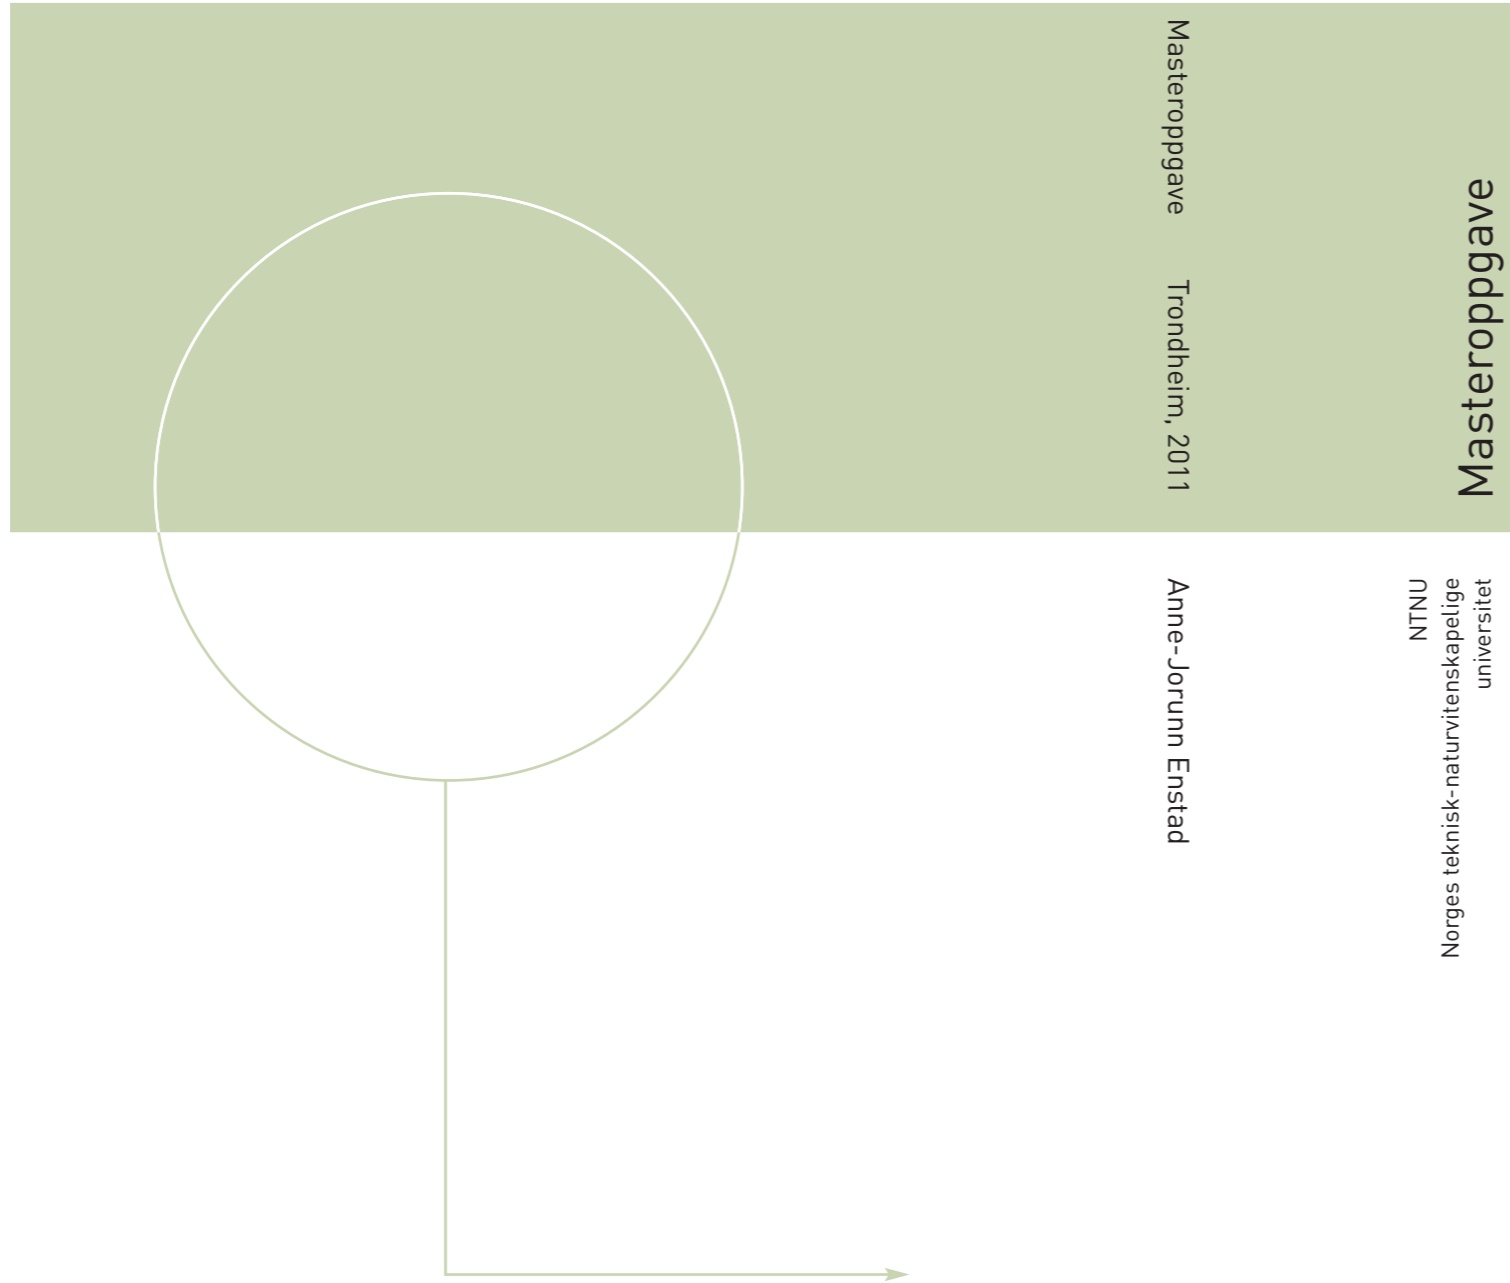 Masteroppgave
Trondheim, 2011
Anne-Jorunn Enstad
Masteroppgave
NTNU
Norges teknisk-naturvitenskapelige
universitet